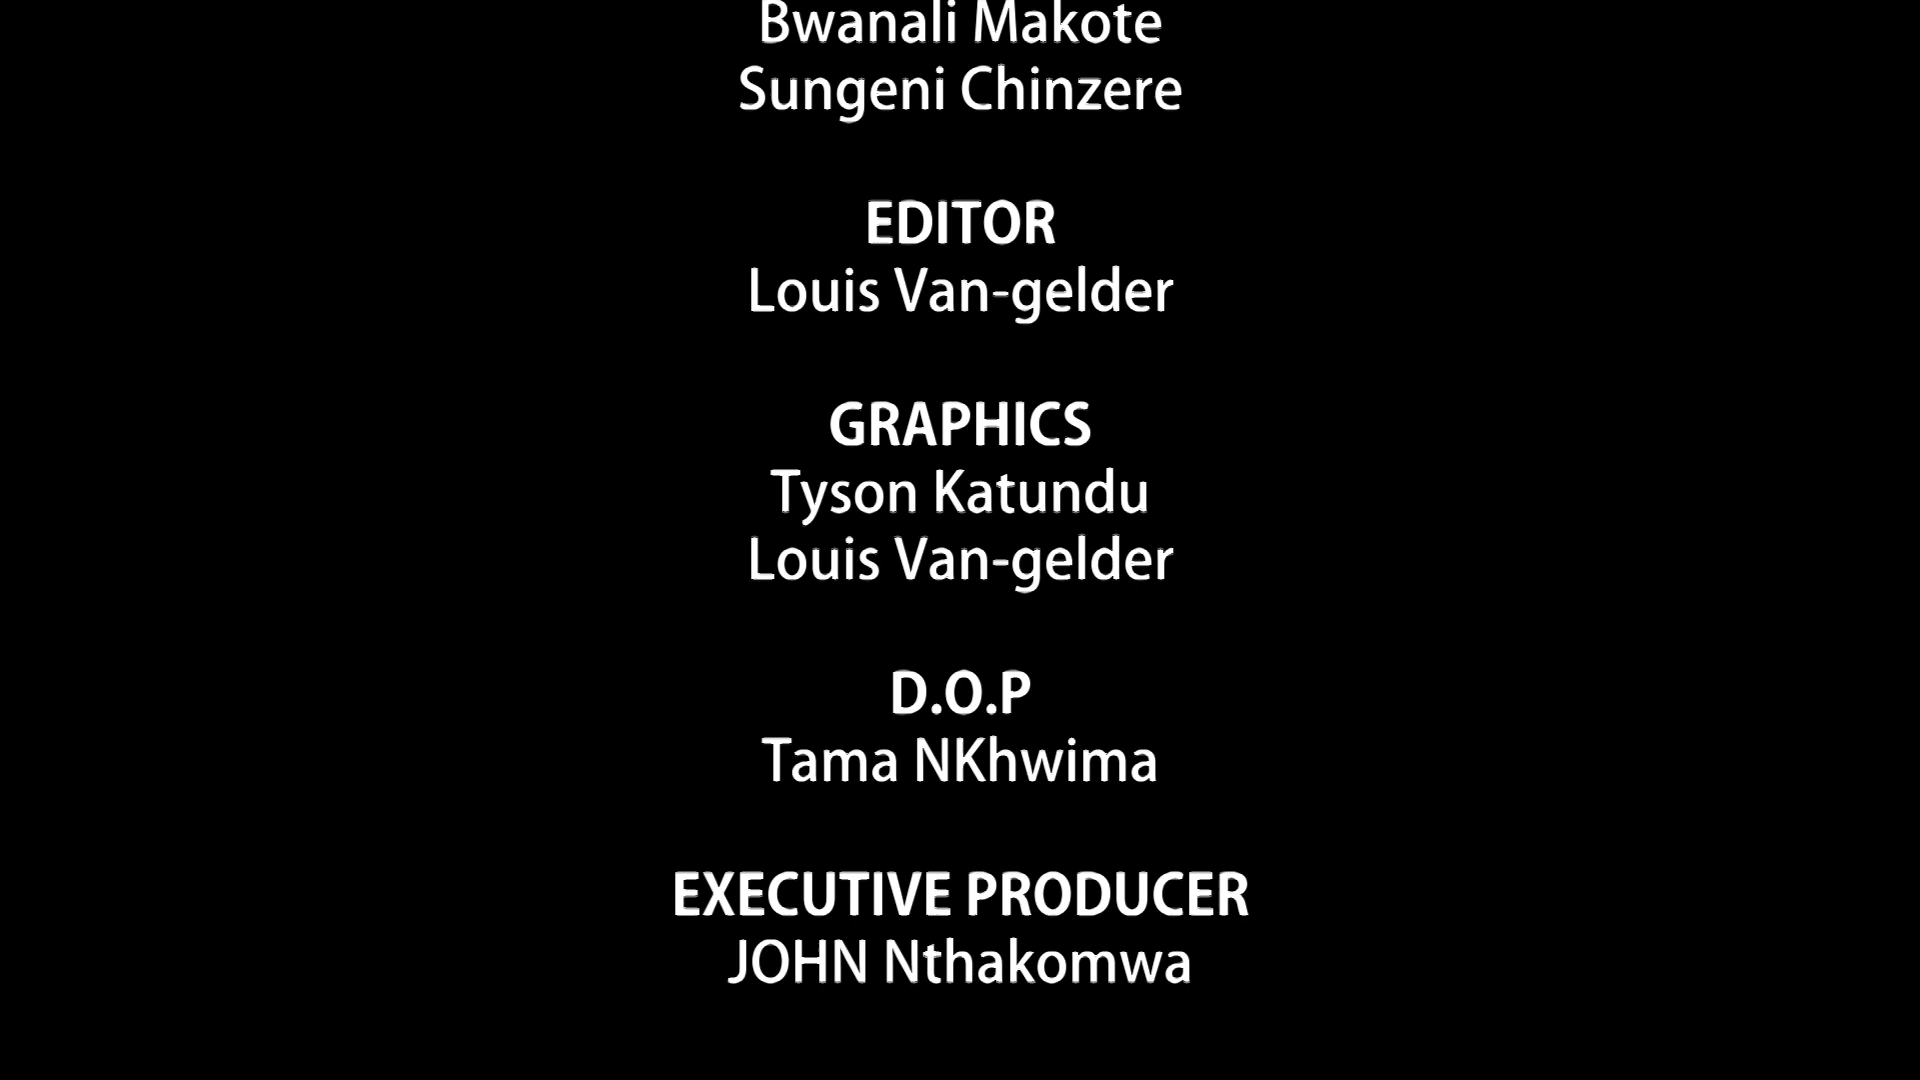 Bwanali Makote
Sungeni Chinzere
EDITOR
Louis Van-gelder
GRAPHICS
Tyson Katundu
Louis Van-gelder
D.O.P
Tama NKhwima
EXECUTIVE PRODUCER
JOHN Nthakomwa